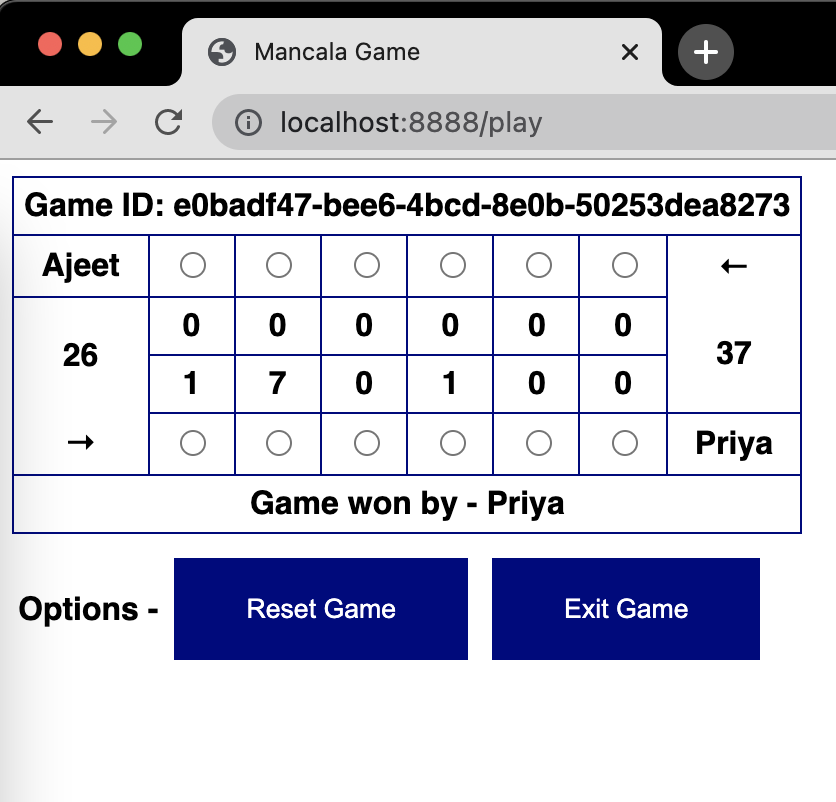 Mancala Game
localhost:8888/play
Game ID: e0badf47-bee6-4bcd-8e0b-50253dea8273
Ajeet ←
0 0 0 0 0 0
26 37
1 7 0 1 0 0
→ Priya
Game won by - Priya
Options - Reset Game Exit Game